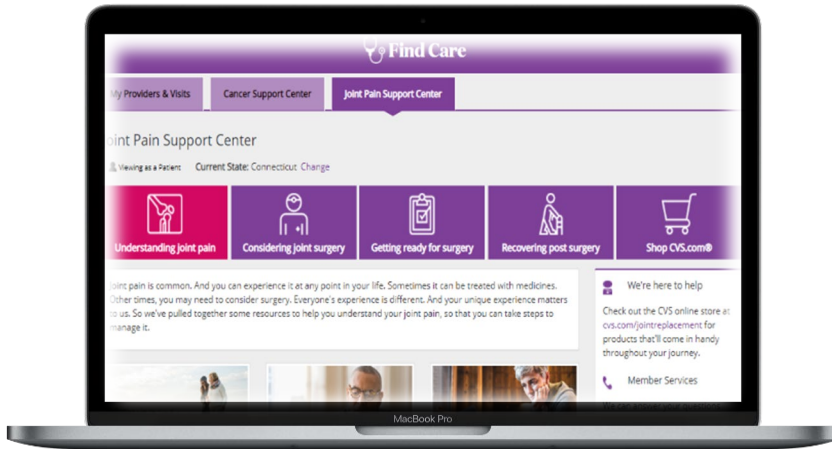 Find Care
My Providers & Visits
Cancer Support Center
Joint Pain Support Center
Joint Pain Support Center
Viewing as a Patient
Current State: Connecticut Change
Understanding joint pain
Considering joint surgery
Getting ready for surgery
Recovering post surgery
Shop CVS.com®
Joint pain is common. And you can experience it at any point in your life. Sometimes it can be treated with medicines.
Other times, you may need to consider surgery. Everyone's experience is different. And your unique experience matters
to us. So we've pulled together some resources to help you understand your joint pain, so that you can take steps to
manage it.
We're here to help
Check out the CVS online store at
cvs.com/jointreplacement for
products that'll come in handy
throughout your journey.
Member Services
MacBook Pro